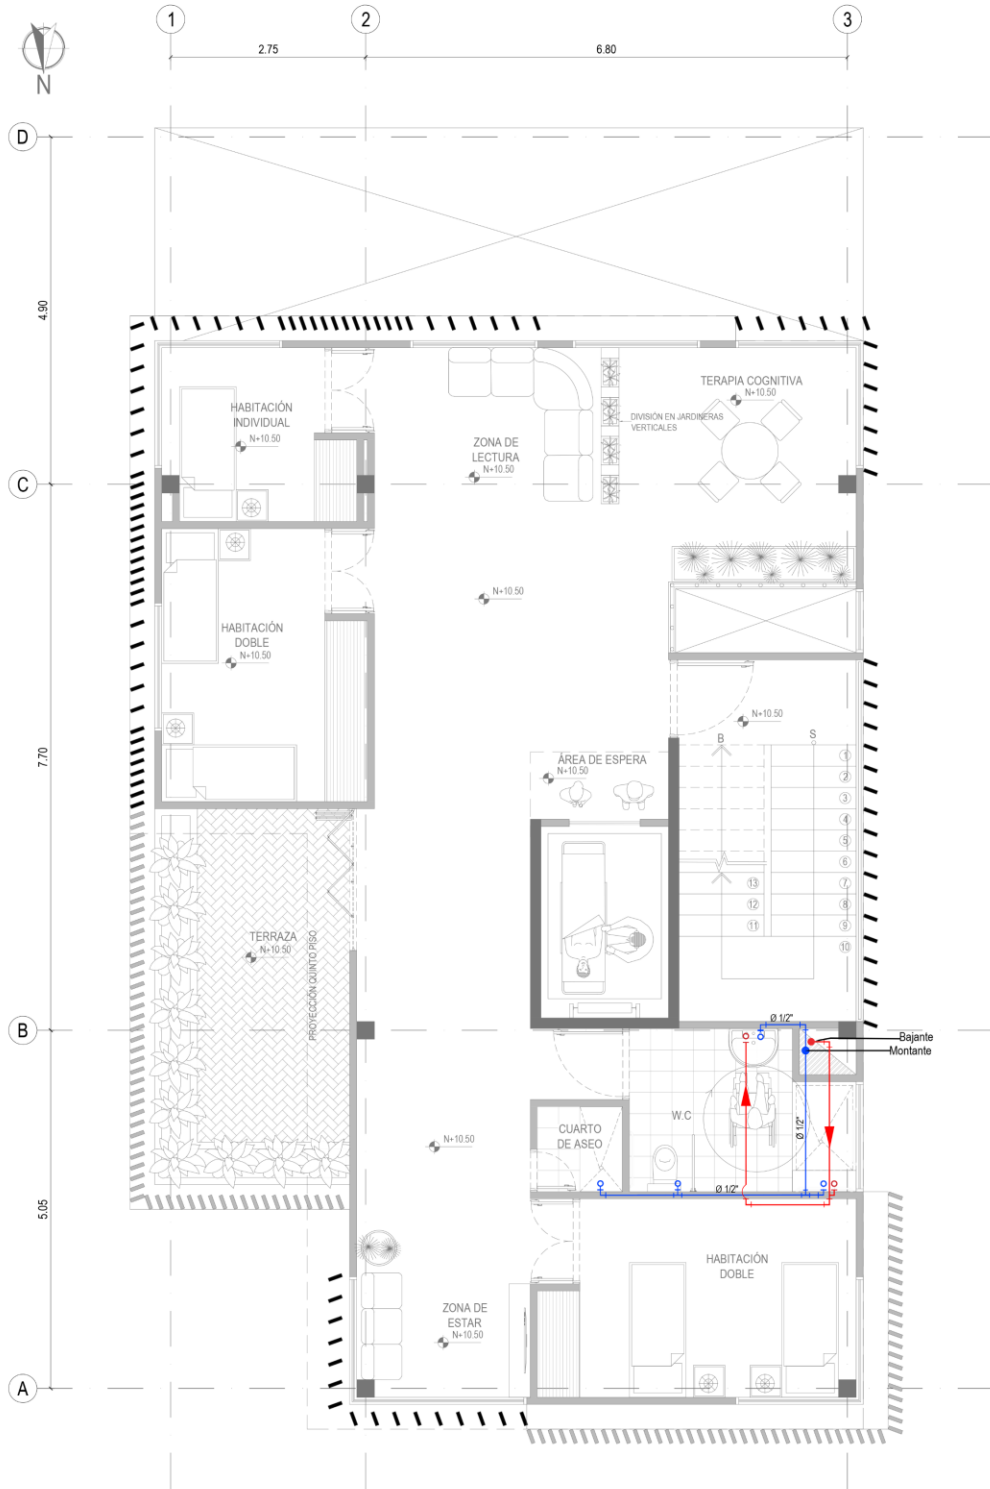 1
2
3
2.75
6.80
N
D
4.90
HABITACIÓN
INDIVIDUAL
N+10.50
ZONA DE
LECTURA
N+10.50
TERAPIA COGNITIVA
N+10.50
DIVISIÓN EN JARDINERAS
VERTICALES
C
N+10.50
HABITACIÓN
DOBLE
N+10.50
N+10.50
B
S
7.70
ÁREA DE ESPERA
N+10.50
1
2
3
4
5
6
7
8
9
10
13
12
11
TERRAZA
N+10.50
PROYECCIÓN QUINTO PISO
B
Ø 1/2"
Bajante
Montante
W.C
Ø 1/2"
CUARTO
DE ASEO
N+10.50
Ø 1/2"
5.05
HABITACIÓN
DOBLE
ZONA DE
ESTAR
N+10.50
A